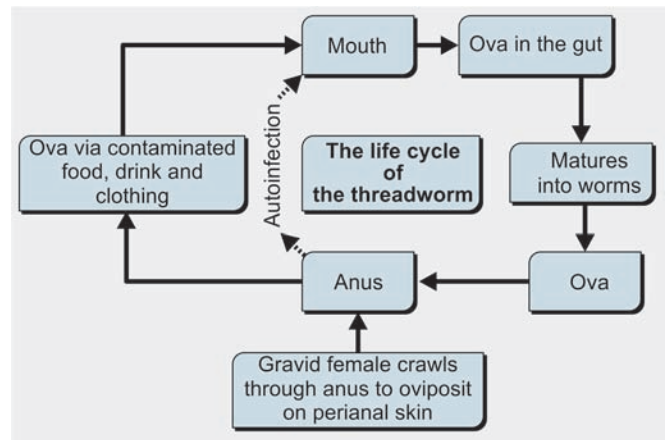 Mouth
Ova in the gut
Matures
into worms
Ova
Anus
Gravid female crawls
through anus to oviposit
on perianal skin
Ova via contaminated
food, drink and
clothing
Autoinfection
The life cycle
of
the threadworm